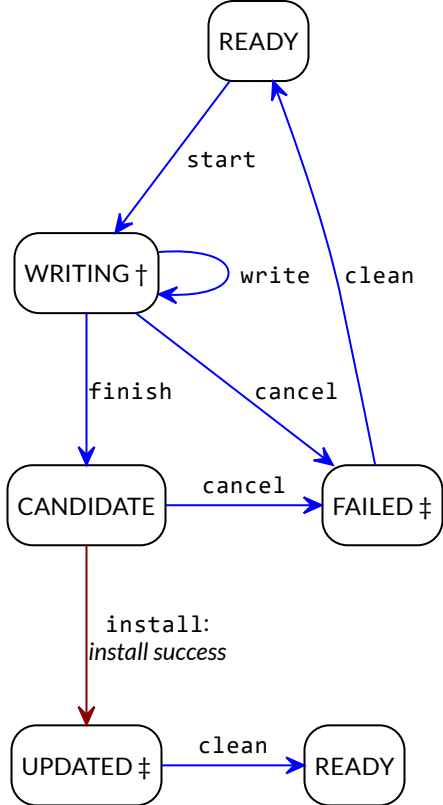 READY
start
WRITING †
write
clean
finish
cancel
CANDIDATE
cancel
FAILED ‡
install:
install success
UPDATED ‡
clean
READY